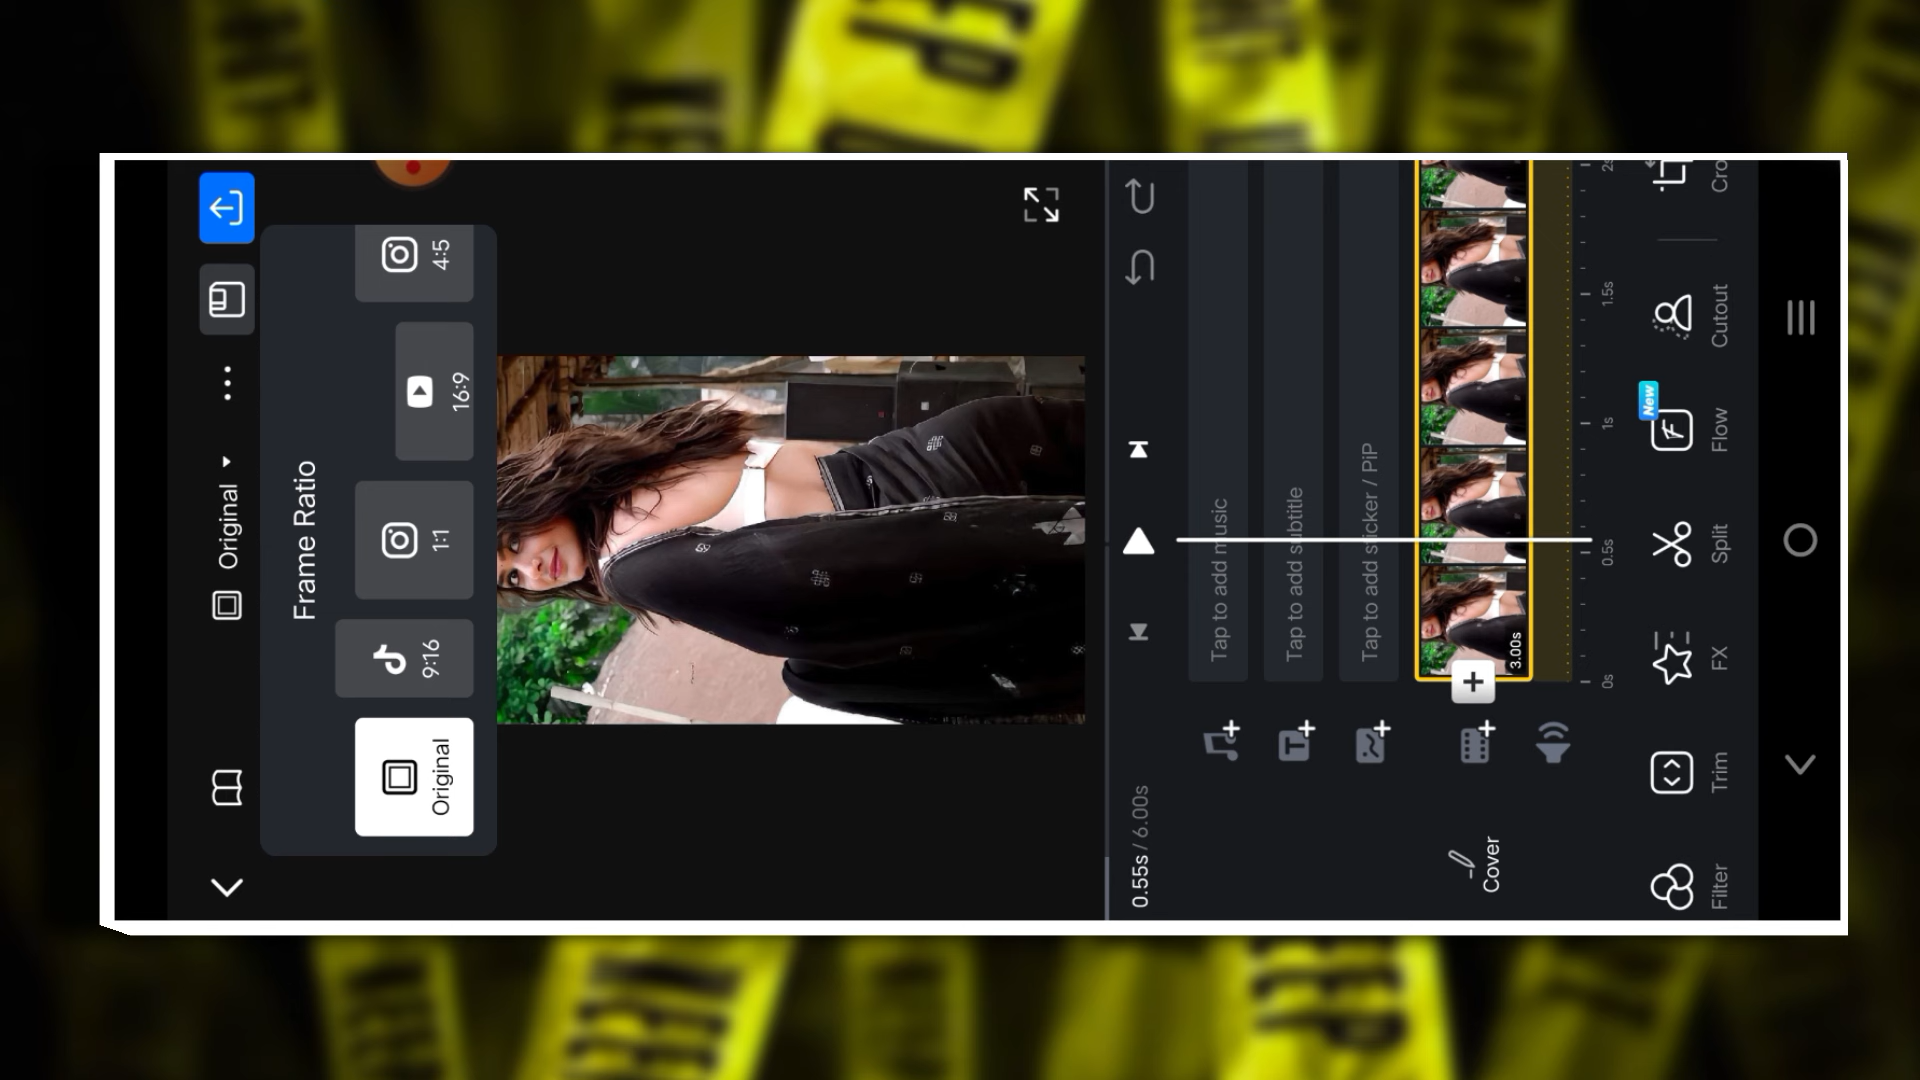 Original
Frame Ratio
Original
9:16
1:1
16:9
4:5
0.55s / 6.00s
Tap to add music
Tap to add subtitle
Tap to add sticker / PiP
Cover
3.00s
0s
0.5s
1s
1.5s
Filter
Trim
FX
Split
New
Flow
Cutout
Cro